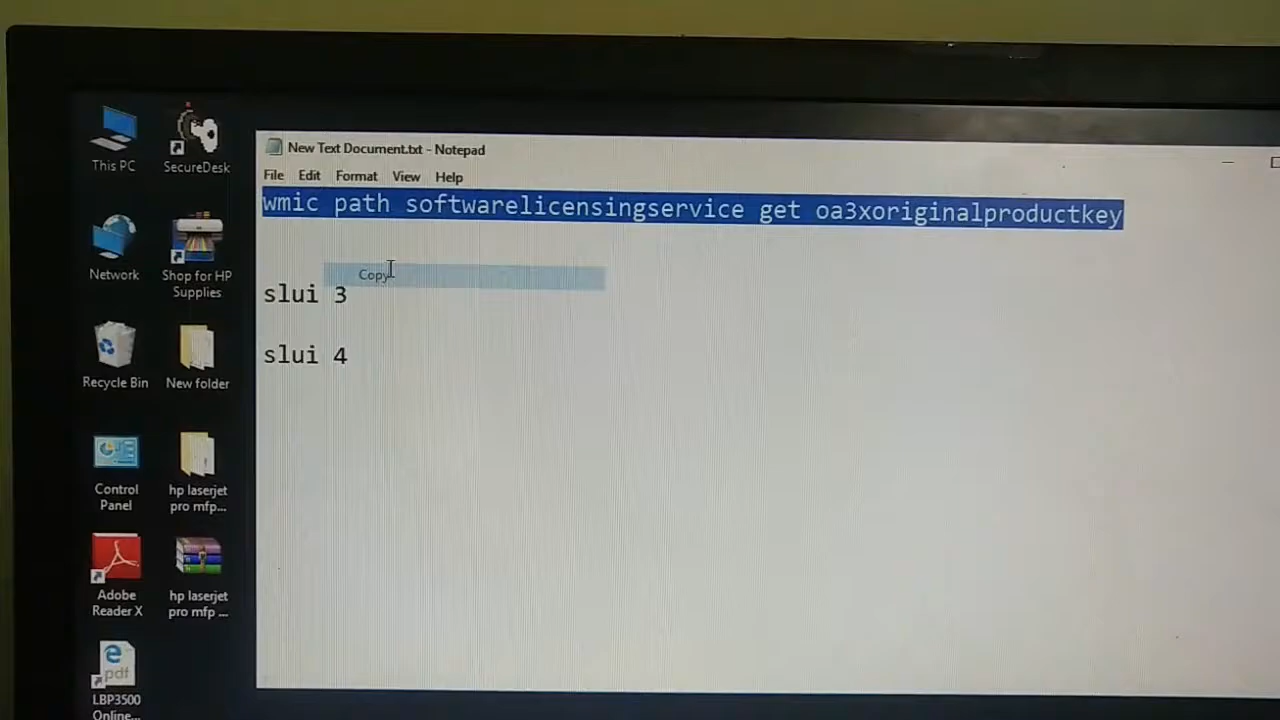 New Text Document.txt - Notepad
File Edit Format View Help
wmic path softwarelicensingservice get oa3xoriginalproductkey
Copy
slui 3
slui 4
This PC
SecureDesk
Network
Shop for HP
Supplies
Recycle Bin
New folder
Control
Panel
hp laserjet
pro mfp...
Adobe
Reader X
hp laserjet
pro mfp ...
pdf
LBP3500
Online...